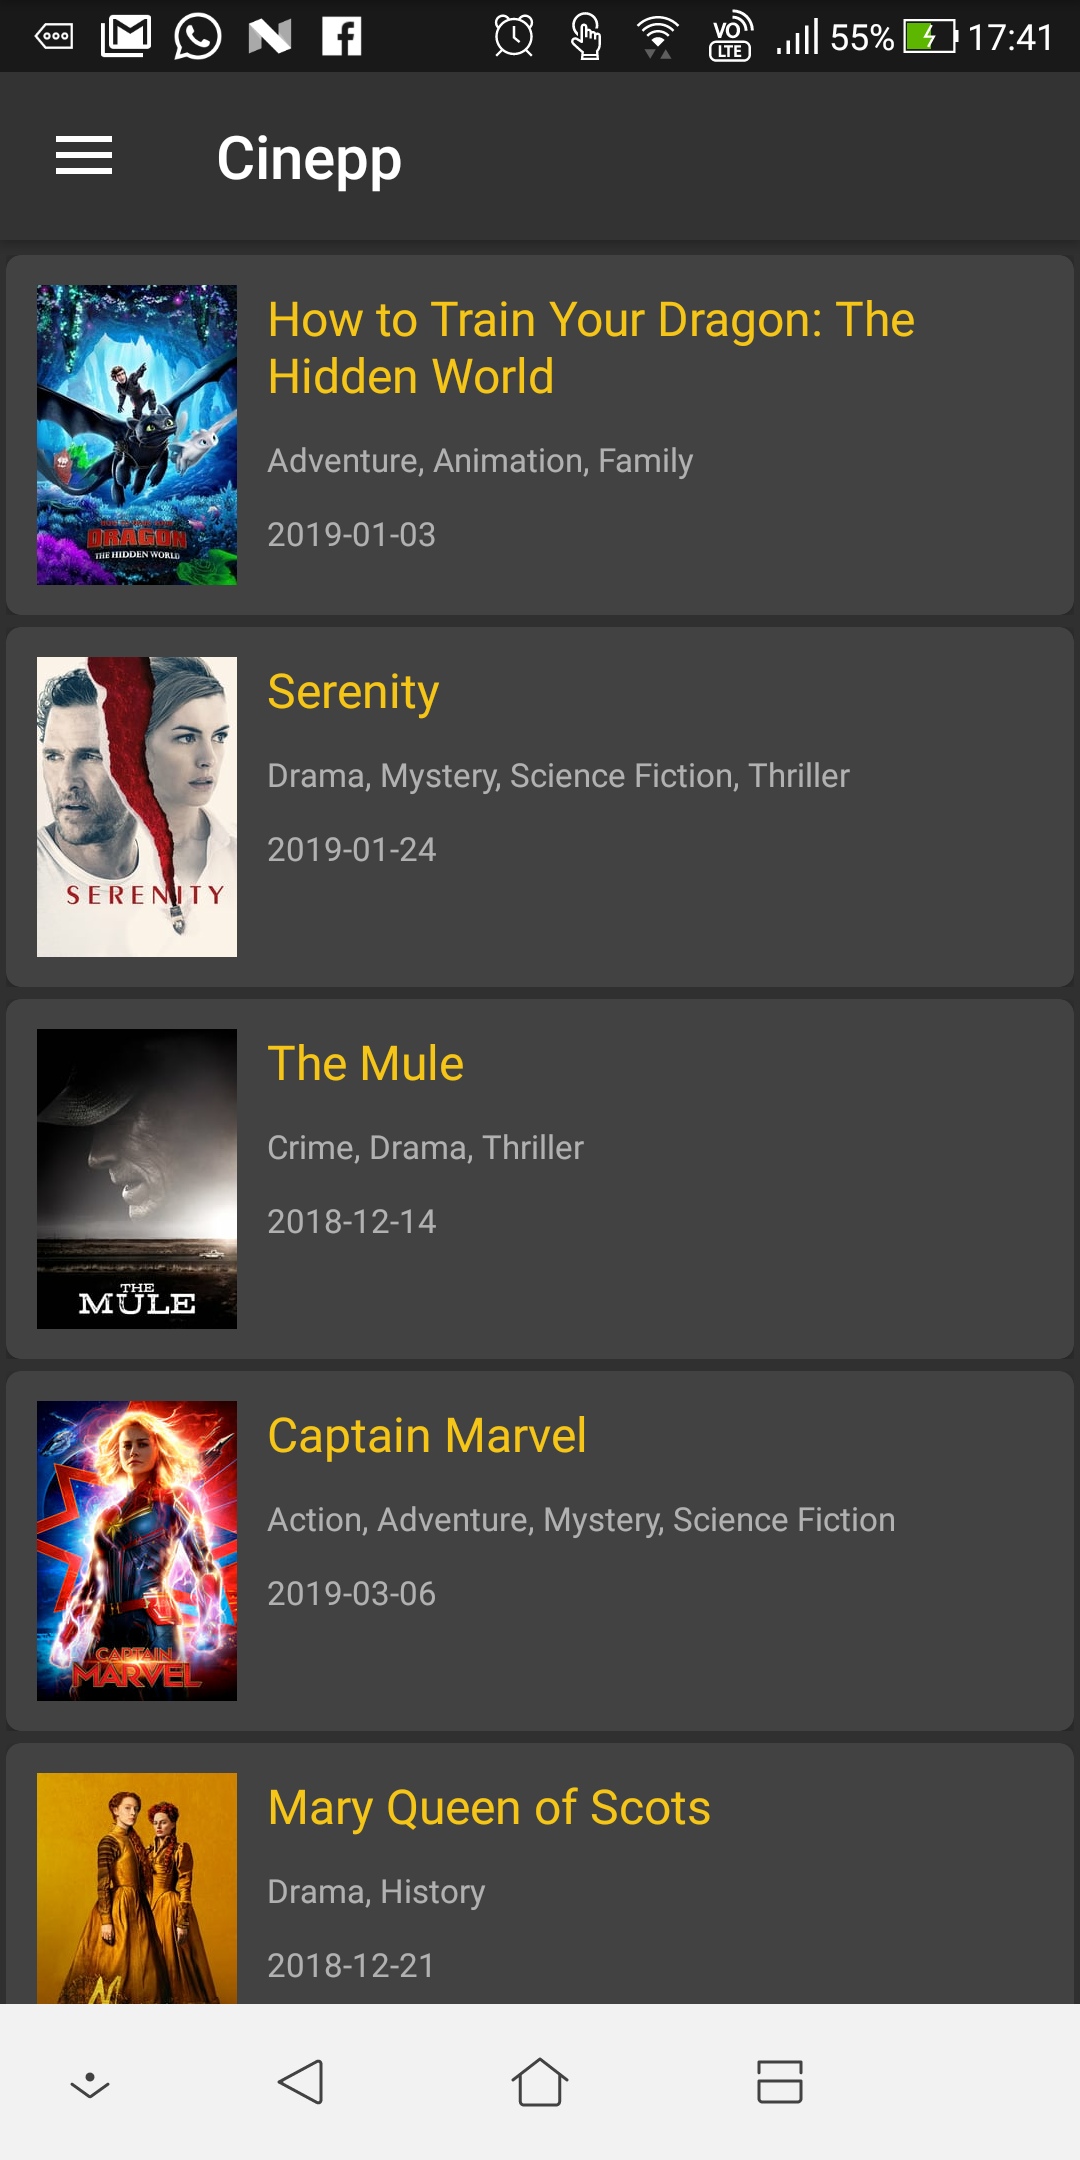 VO LTE 55% 17:41
Cinepp
How to Train Your Dragon: The
Hidden World
Adventure, Animation, Family
2019-01-03
DRAGON
THE HIDDEN WORLD
Serenity
Drama, Mystery, Science Fiction, Thriller
2019-01-24
SERENITY
The Mule
Crime, Drama, Thriller
2018-12-14
THE
MULE
Captain Marvel
Action, Adventure, Mystery, Science Fiction
2019-03-06
CAPTAIN
MARVEL
Mary Queen of Scots
Drama, History
2018-12-21